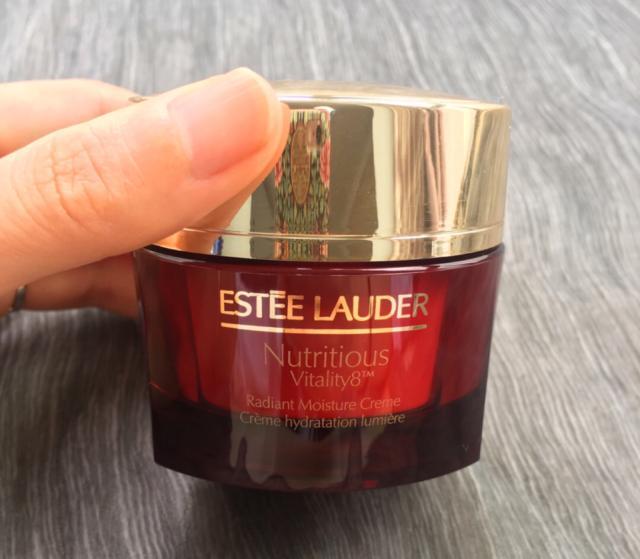 ESTĒE LAUDER
Nutritious
Vitality8™
Radiant Moisture Creme
Crème hydratation lumière